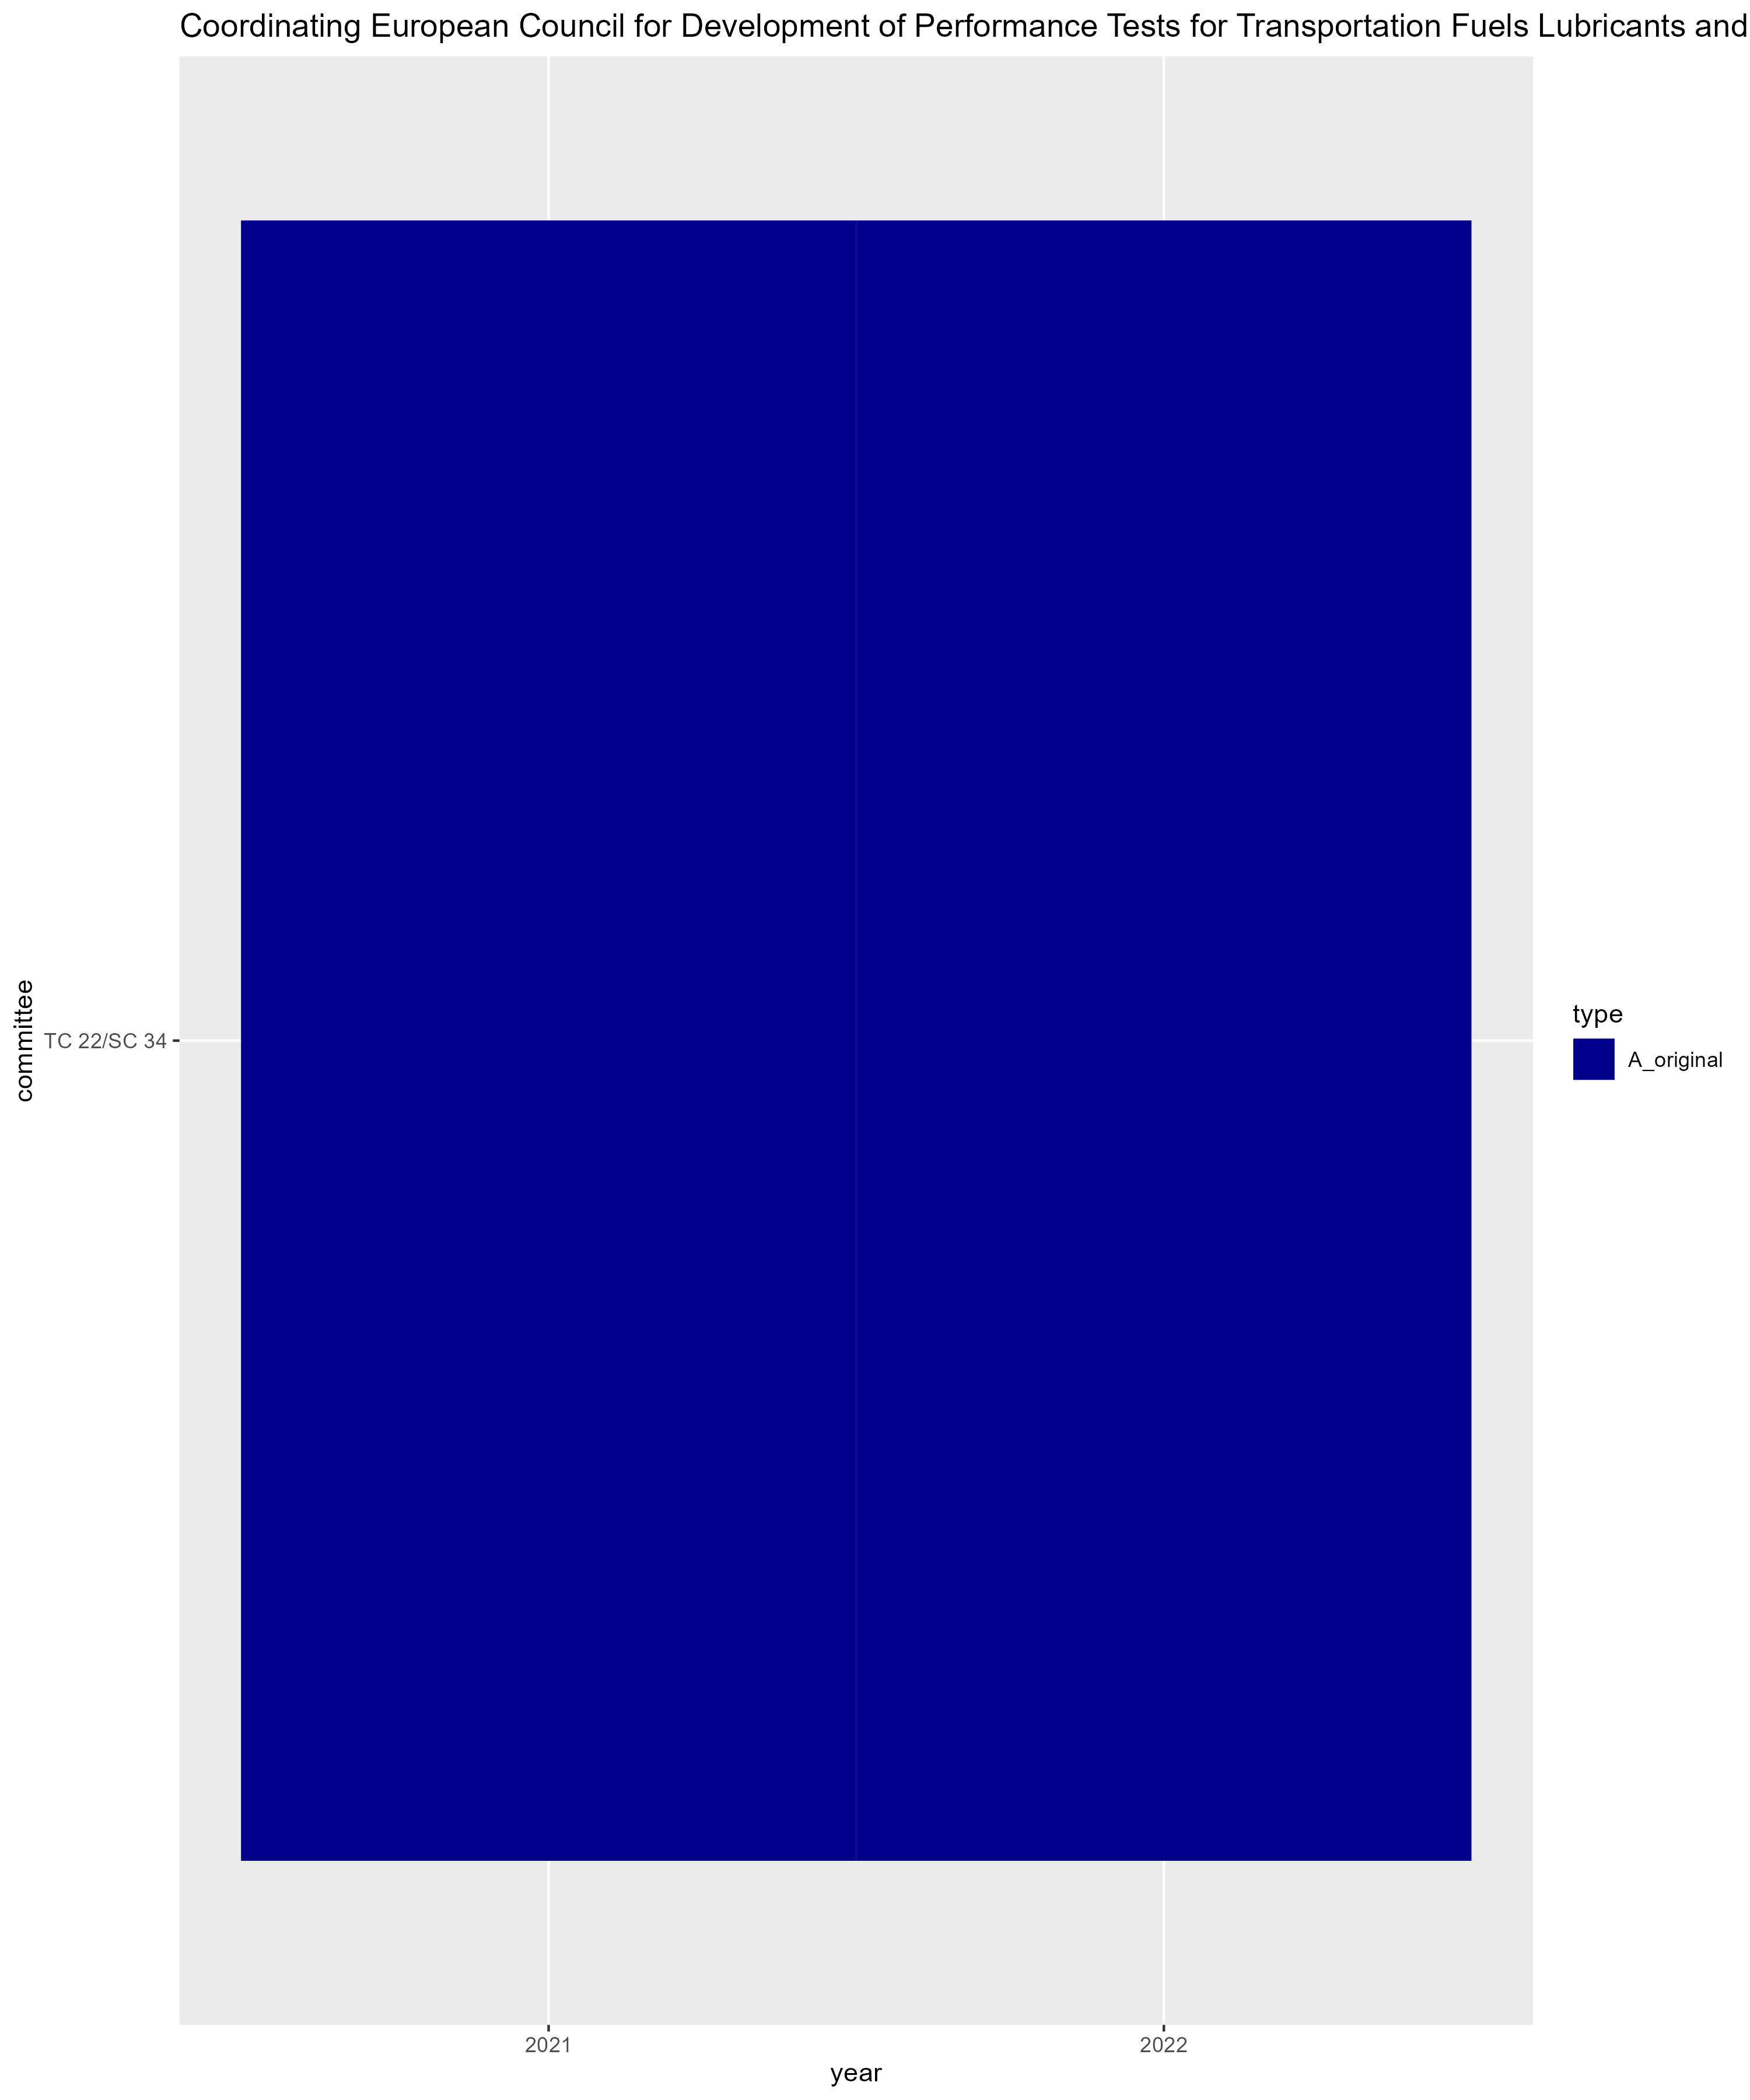 Coordinating European Council for Development of Performance Tests for Transportation Fuels Lubricants and
committee
TC 22/SC 34
type
A_original
2021
2022
year